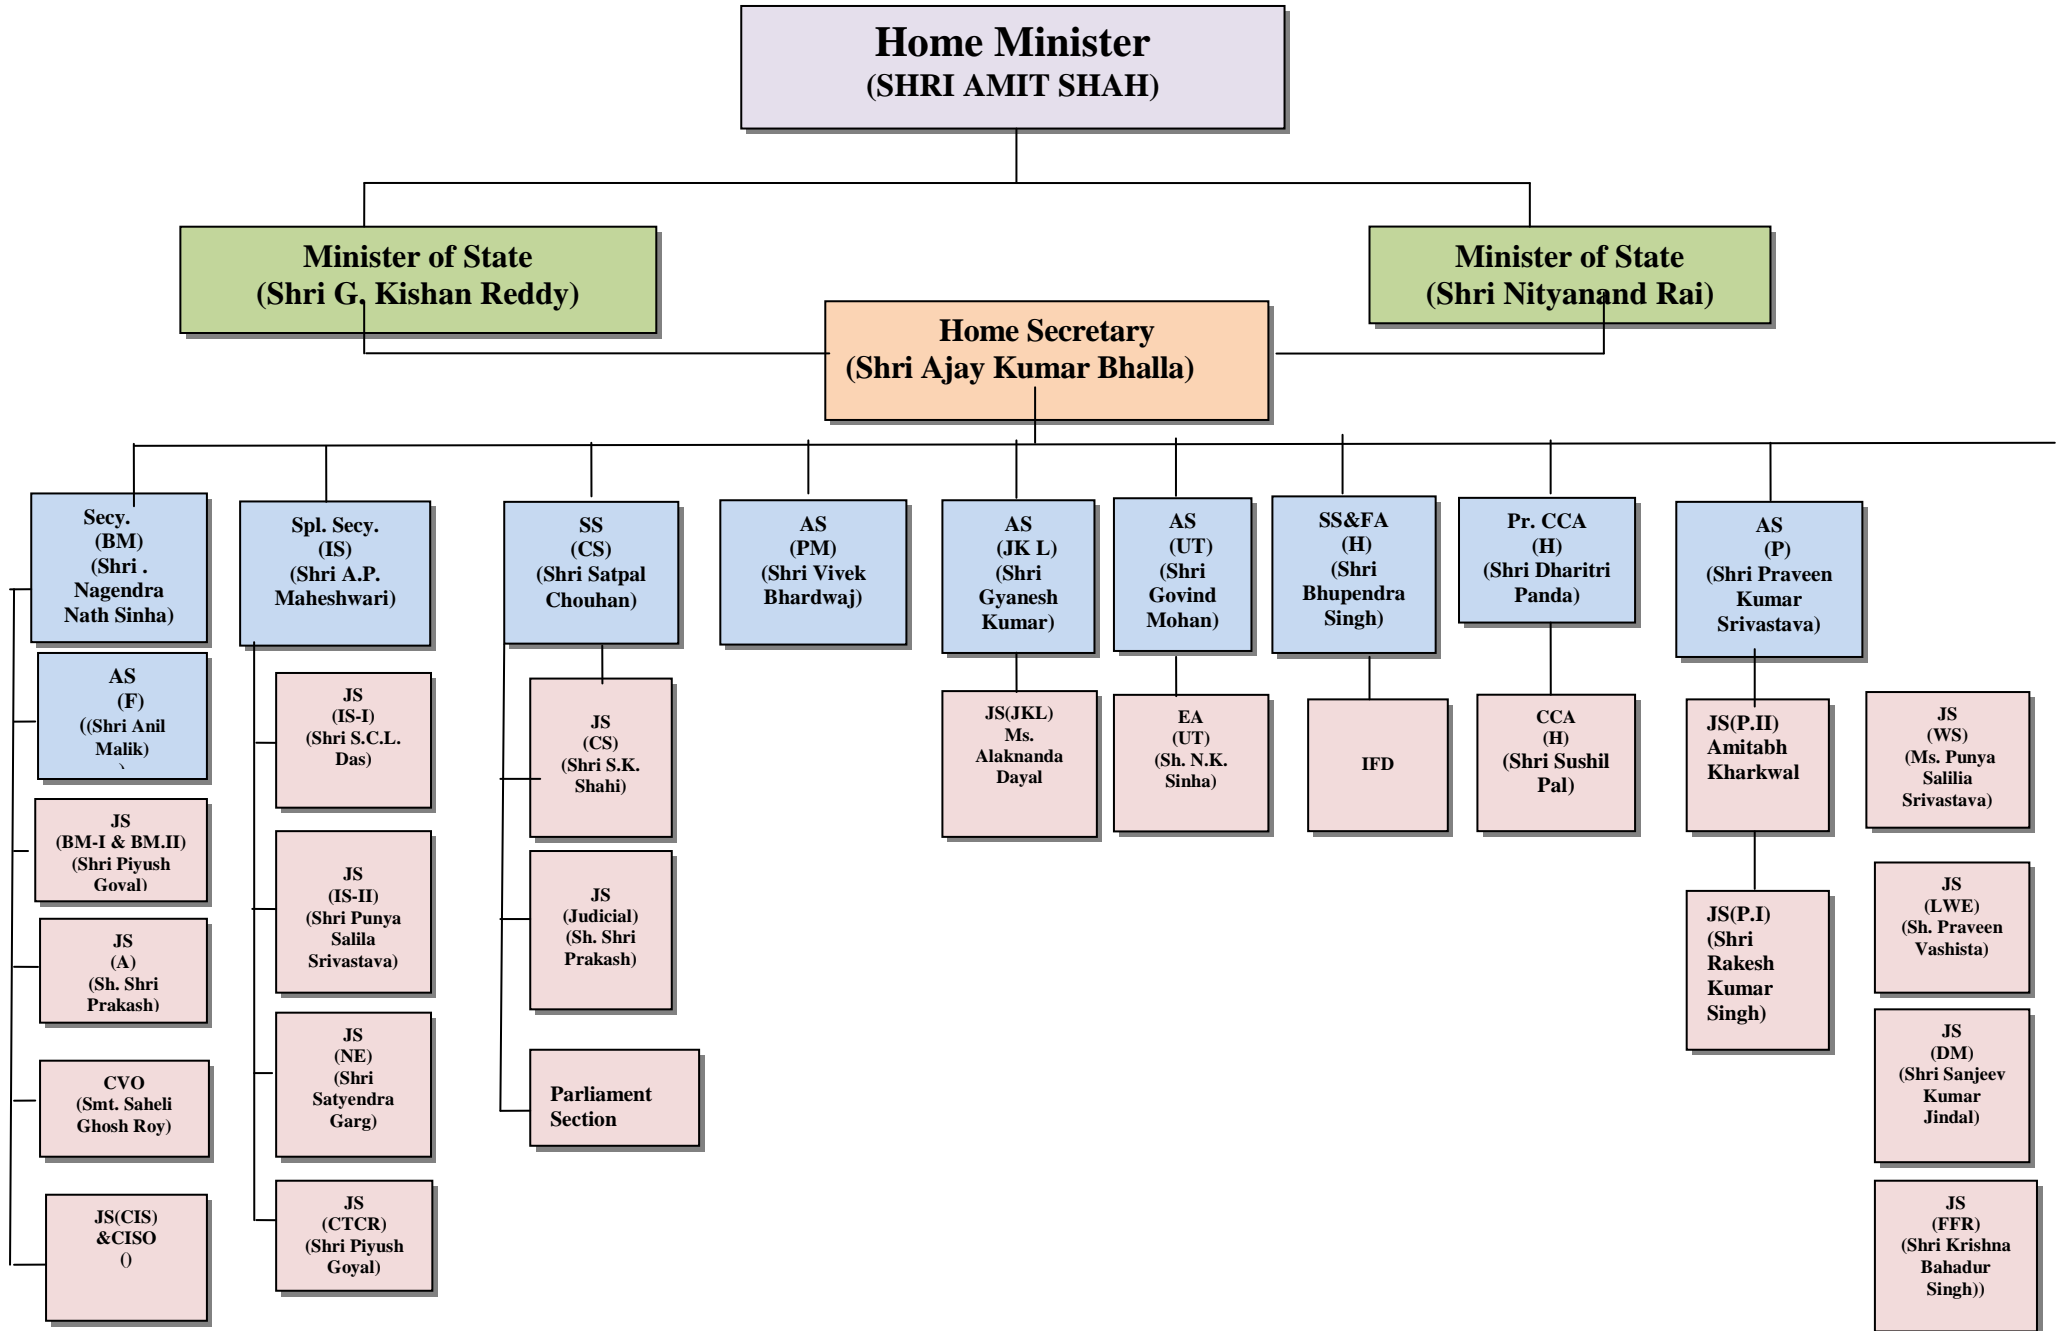 Home Minister
(SHRI AMIT SHAH)
Minister of State
(Shri G. Kishan Reddy)
Minister of State
(Shri Nityanand Rai)
Home Secretary
(Shri Ajay Kumar Bhalla)
Secy.
(BM)
(Shri .
Nagendra
Nath Sinha)
Spl. Secy.
(IS)
(Shri A.P.
Maheshwari)
SS
(CS)
(Shri Satpal
Chouhan)
AS
(PM)
(Shri Vivek
Bhardwaj)
AS
(JK L)
(Shri
Gyanesh
Kumar)
AS
(UT)
(Shri
Govind
Mohan)
SS&FA
(H)
(Shri
Bhupendra
Singh)
Pr. CCA
(H)
(Shri Dharitri
Panda)
AS
(P)
(Shri Praveen
Kumar
Srivastava)
AS
(F)
((Shri Anil
Malik)
JS
(BM-I & BM.II)
(Shri Piyush
Goyal)
JS
(A)
(Sh. Shri
Prakash)
CVO
(Smt. Saheli
Ghosh Roy)
JS(CIS)
&CISO
()
JS
(IS-I)
(Shri S.C.L.
Das)
JS
(IS-II)
(Shri Punya
Salila
Srivastava)
JS
(NE)
(Shri
Satyendra
Garg)
JS
(CTCR)
(Shri Piyush
Goyal)
JS
(CS)
(Shri S.K.
Shahi)
JS
(Judicial)
(Sh. Shri
Prakash)
Parliament
Section
JS(JKL)
Ms.
Alaknanda
Dayal
EA
(UT)
(Sh. N.K.
Sinha)
IFD
CCA
(H)
(Shri Sushil
Pal)
JS(P.II)
Amitabh
Kharkwal
JS(P.I)
(Shri
Rakesh
Kumar
Singh)
JS
(WS)
(Ms. Punya
Salilia
Srivastava)
JS
(LWE)
(Sh. Praveen
Vashista)
JS
(DM)
(Shri Sanjeev
Kumar
Jindal)
JS
(FFR)
(Shri Krishna
Bahadur
Singh))